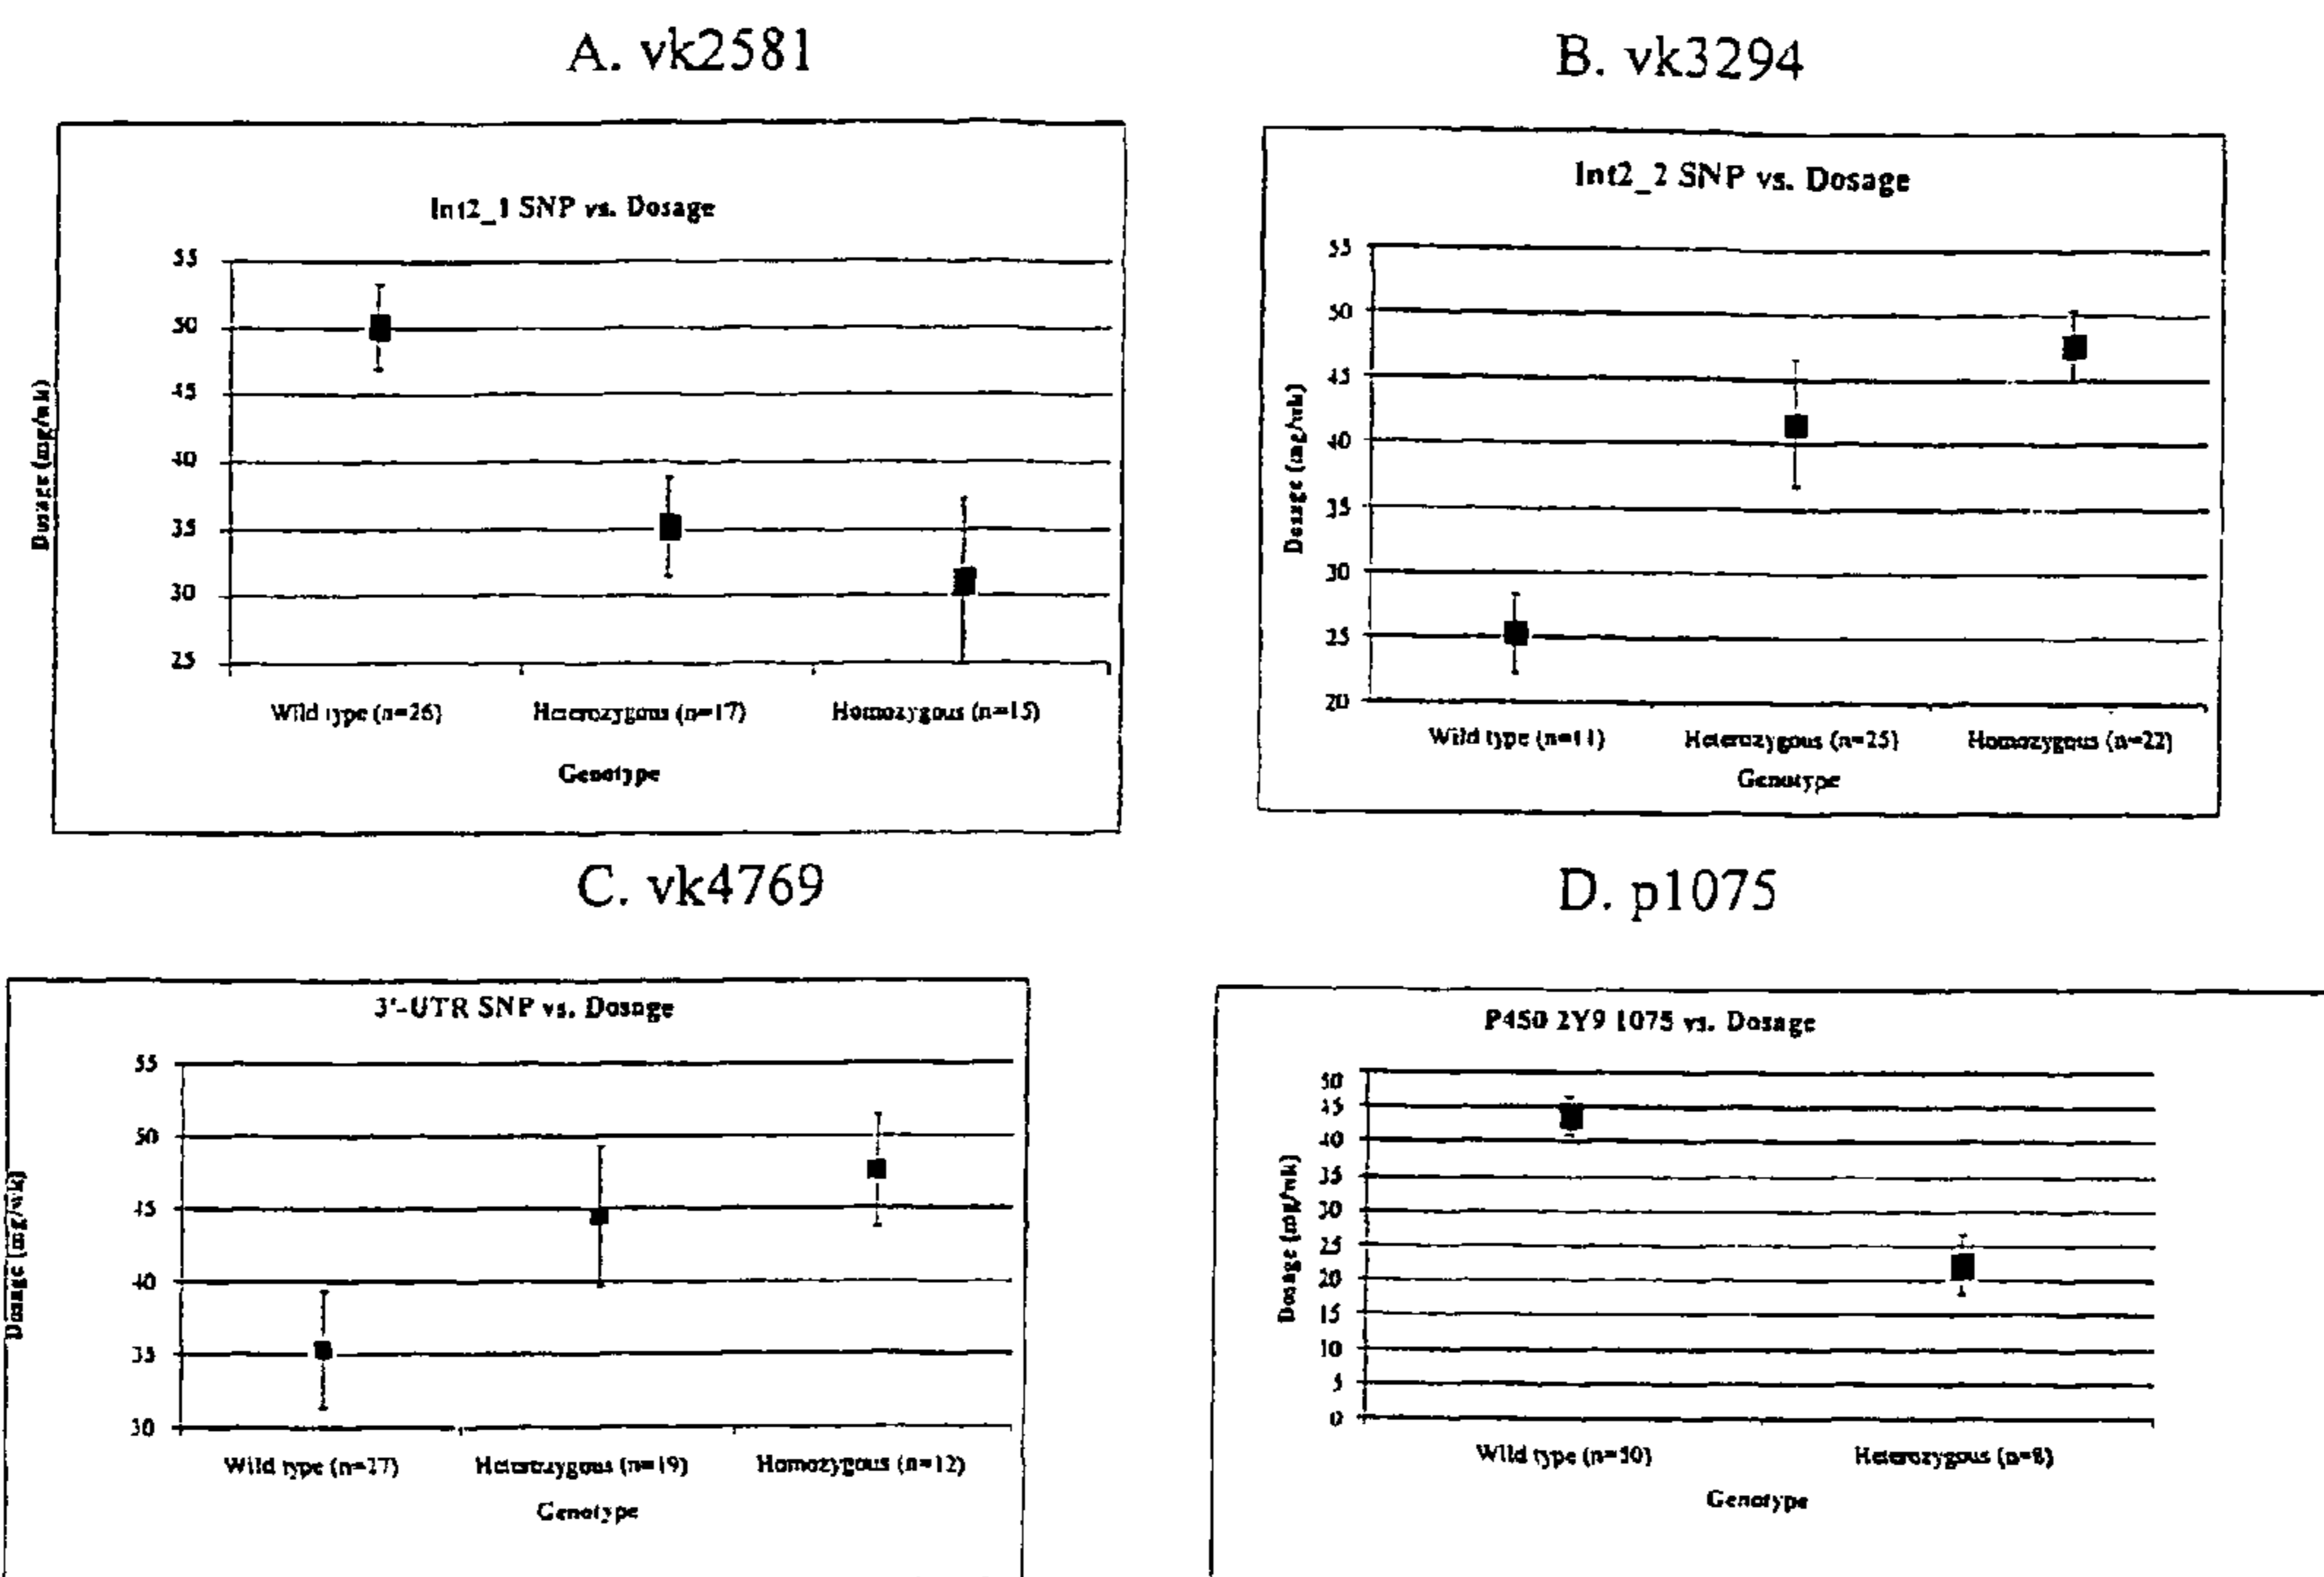 A. vk2581
Int2_1 SNP vs. Dosage
55
50
45
40
35
30
25
Dosage (mg/wk)
Wild type (n=26)
Heterozygous (n=17)
Homozygous (n=15)
Genotype
B. vk3294
Int2_2 SNP vs. Dosage
55
50
45
40
35
30
25
20
Dosage (mg/wk)
Wild type (n=11)
Heterozygous (n=25)
Homozygous (n=22)
Genotype
C. vk4769
3'-UTR SNP vs. Dosage
55
50
45
40
35
30
Dosage (mg/wk)
Wild type (n=27)
Heterozygous (n=19)
Homozygous (n=12)
Genotype
D. p1075
P450 2Y9 1075 vs. Dosage
50
45
40
35
30
25
20
15
10
5
0
Dosage (mg/wk)
Wild type (n=50)
Heterozygous (n=8)
Genotype